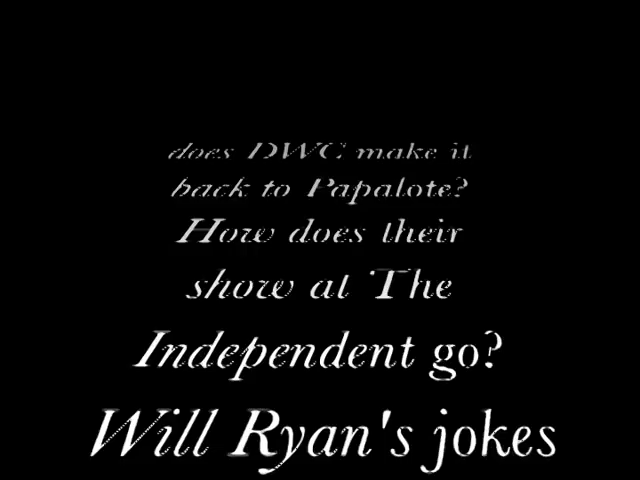 does DWC make it
back to Papalote?
How does their
show at The
Independent go?
Will Ryan's jokes